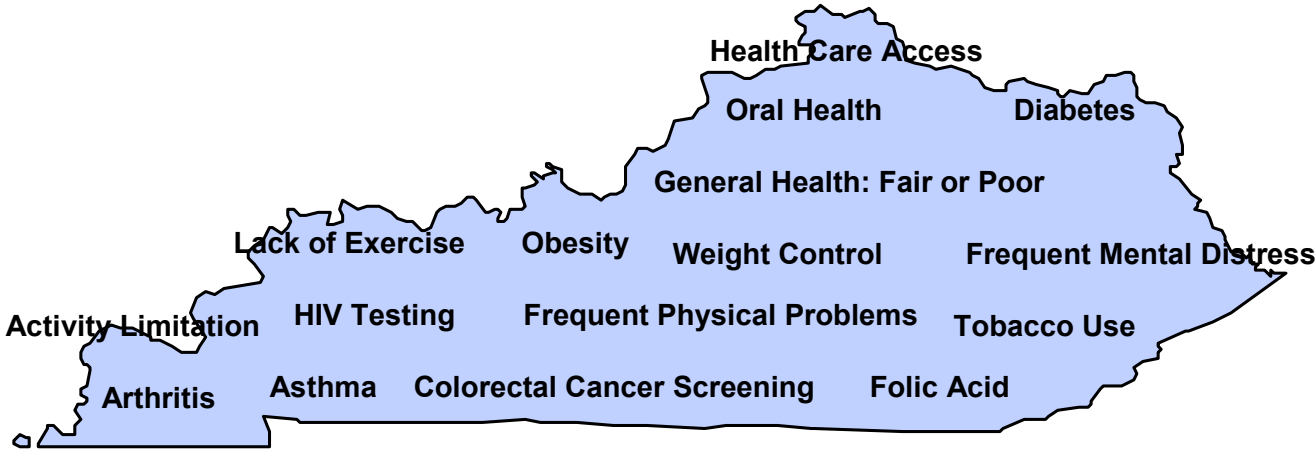 Health Care Access
Oral Health
Diabetes
General Health: Fair or Poor
Lack of Exercise
Obesity
Weight Control
Frequent Mental Distress
Activity Limitation
HIV Testing
Frequent Physical Problems
Tobacco Use
Arthritis
Asthma
Colorectal Cancer Screening
Folic Acid